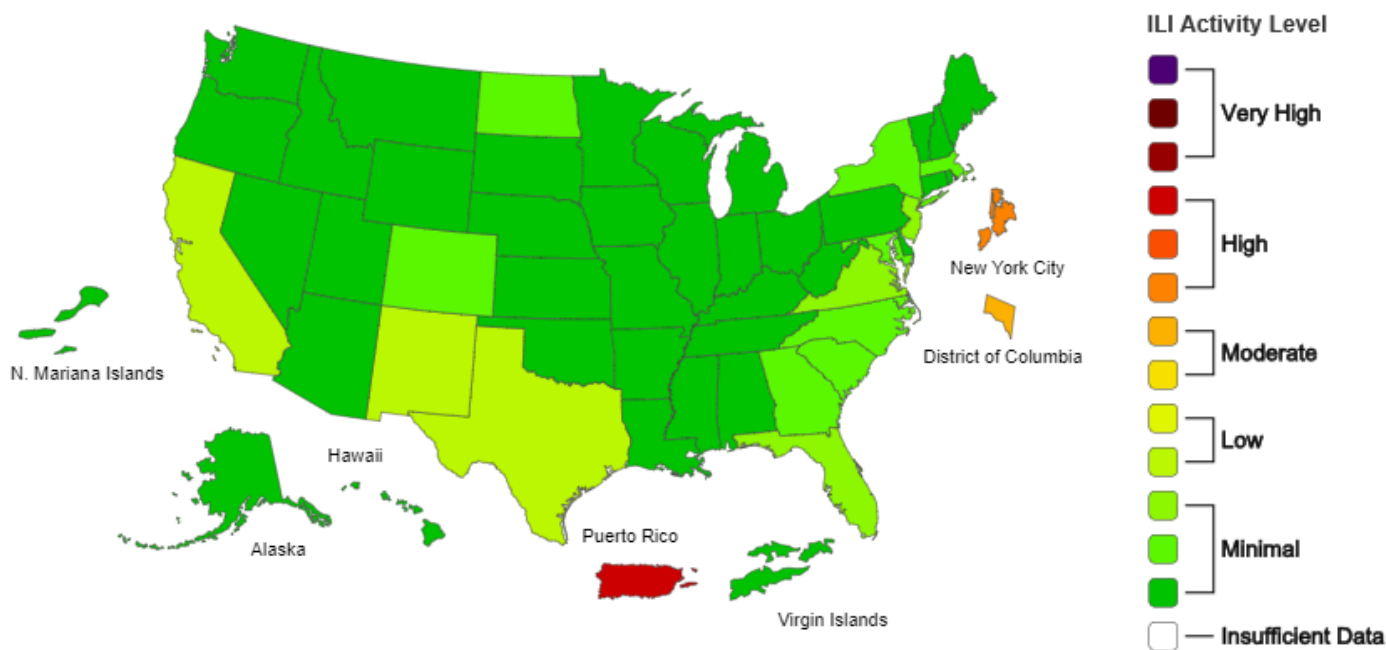 ILI Activity Level
Very High
High
New York City
Moderate
District of Columbia
N. Mariana Islands
Low
Hawaii
Puerto Rico
Alaska
Minimal
Virgin Islands
Insufficient Data